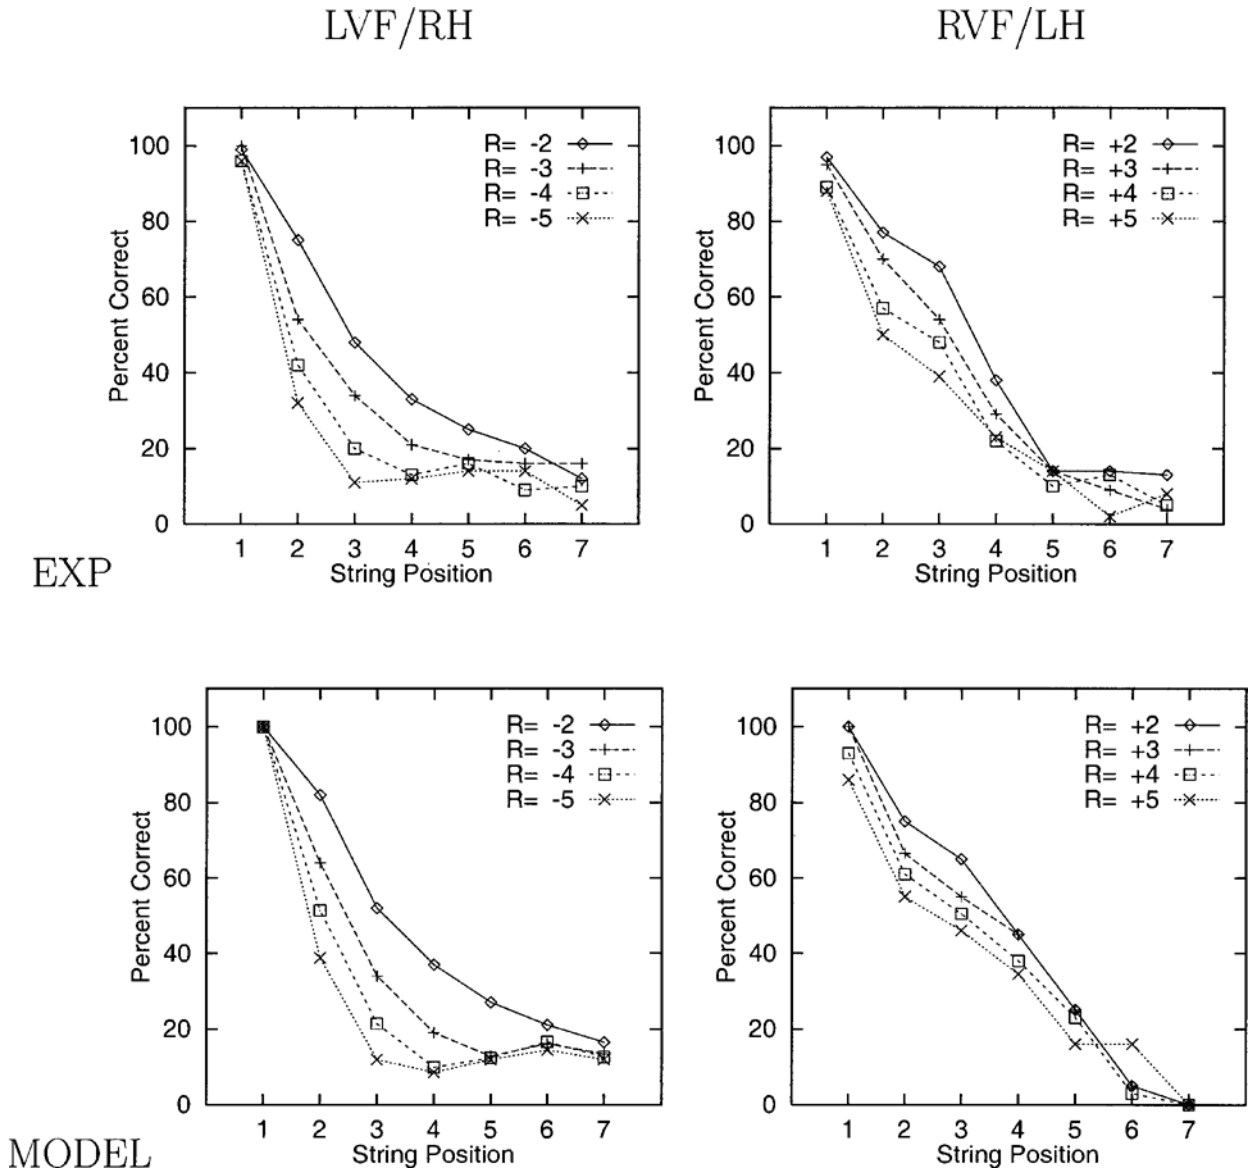 LVF/RH
RVF/LH
Percent Correct
100
80
60
40
20
0
R= -2
R= -3
R= -4
R= -5
1 2 3 4 5 6 7
String Position
Percent Correct
100
80
60
40
20
0
R= +2
R= +3
R= +4
R= +5
1 2 3 4 5 6 7
String Position
EXP
Percent Correct
100
80
60
40
20
0
R= -2
R= -3
R= -4
R= -5
1 2 3 4 5 6 7
String Position
Percent Correct
100
80
60
40
20
0
R= +2
R= +3
R= +4
R= +5
1 2 3 4 5 6 7
String Position
MODEL